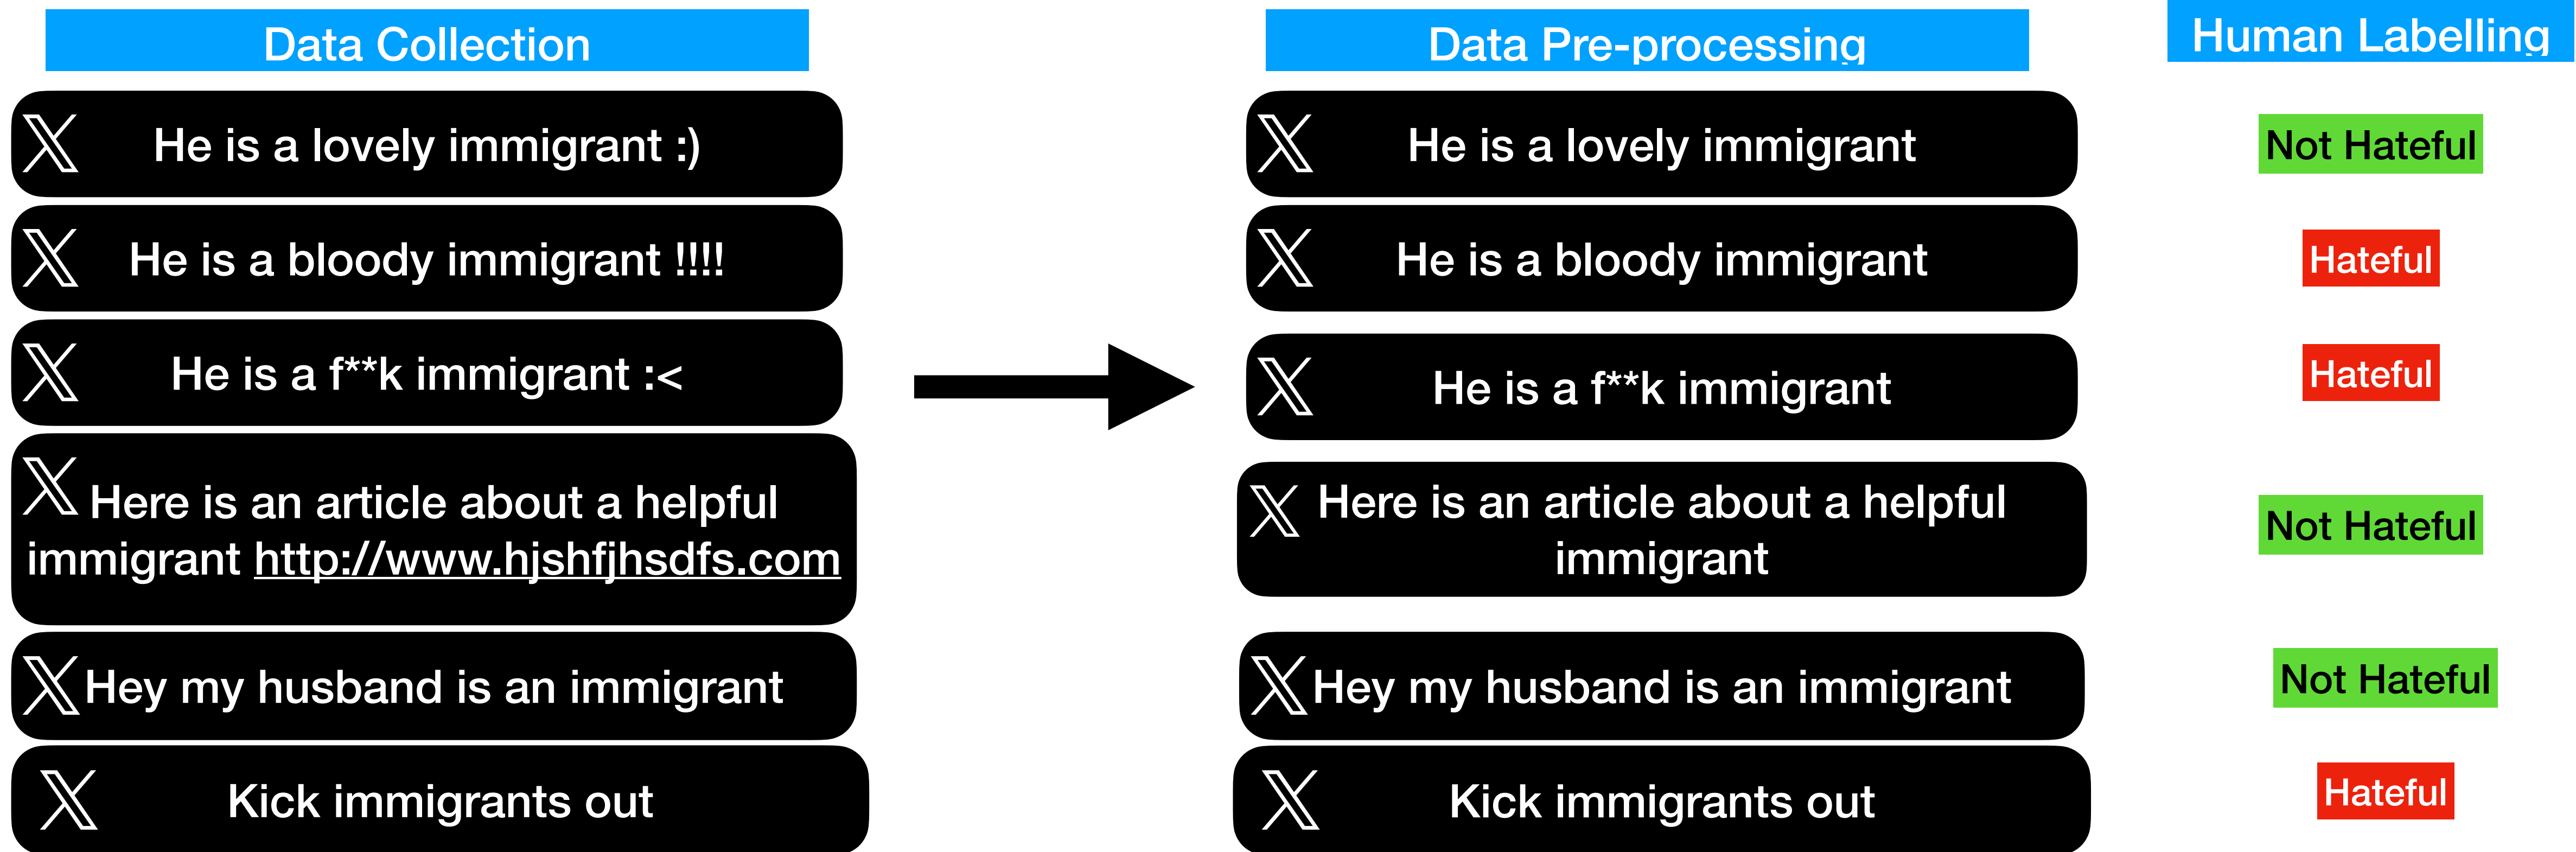 Data Collection
Data Pre-processing
Human Labelling
He is a lovely immigrant :)
He is a lovely immigrant
Not Hateful
He is a bloody immigrant !!!!
He is a bloody immigrant
Hateful
He is a f**k immigrant :<
He is a f**k immigrant
Hateful
Here is an article about a helpful
immigrant http://www.hjshfjhsdfs.com
Here is an article about a helpful
immigrant
Not Hateful
Hey my husband is an immigrant
Hey my husband is an immigrant
Not Hateful
Kick immigrants out
Kick immigrants out
Hateful